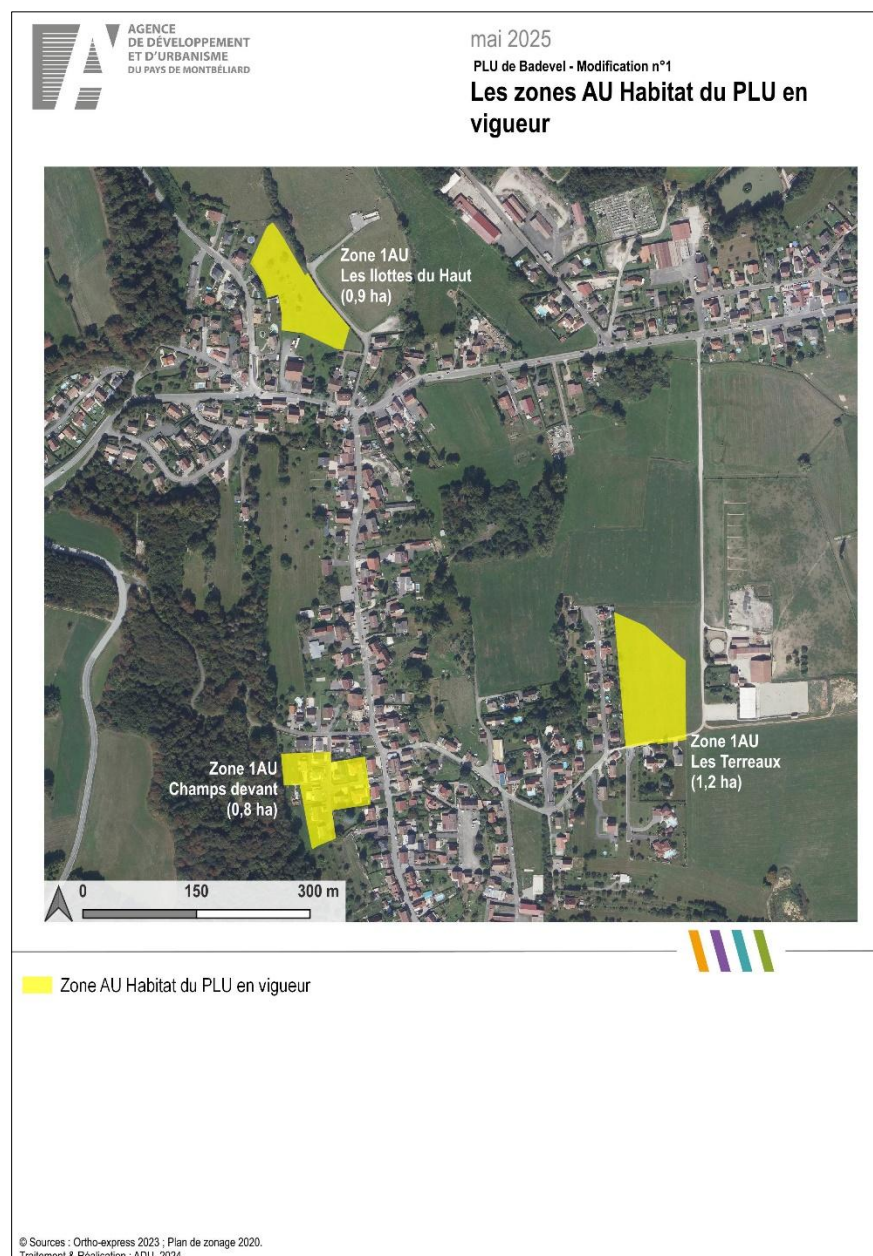 AGENCE
DE DÉVELOPPEMENT
ET D'URBANISME
DU PAYS DE MONTBÉLIARD
mai 2025
PLU de Badevel - Modification n°1
Les zones AU Habitat du PLU en
vigueur
Zone 1AU
Les Ilottes du Haut
(0,9 ha)
Zone 1AU
Les Terreaux
(1,2 ha)
Zone 1AU
Champs devant
(0,8 ha)
0 150 300 m
Zone AU Habitat du PLU en vigueur
© Sources : Ortho-express 2023 ; Plan de zonage 2020.
Traitement & Réalisation : ADU, 2024